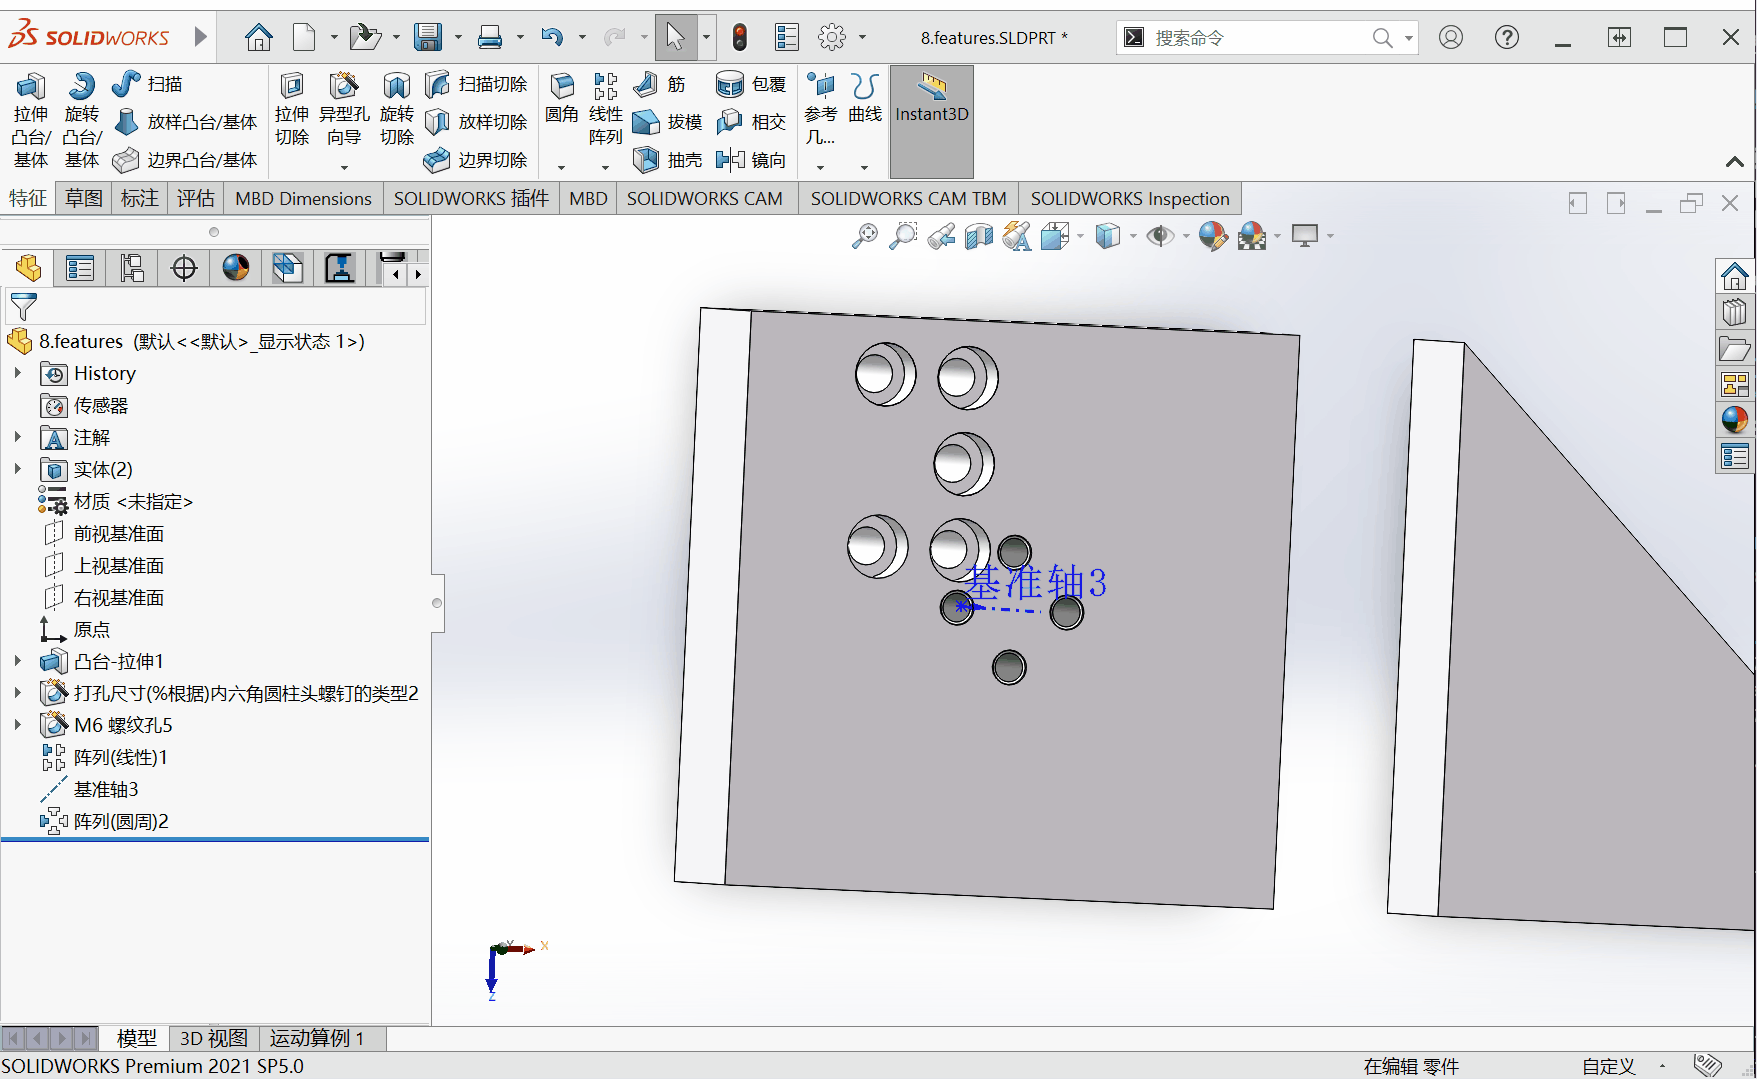 SOLIDWORKS
8.features.SLDPRT *
搜索命令
拉伸凸台/基体
旋转凸台/基体
扫描
放样凸台/基体
边界凸台/基体
拉伸切除
异型孔向导
旋转切除
扫描切除
放样切除
边界切除
圆角
线性阵列
筋
拔模
抽壳
包覆
相交
镜向
参考几...
曲线
Instant3D
特征
草图
标注
评估
MBD Dimensions
SOLIDWORKS 插件
MBD
SOLIDWORKS CAM
SOLIDWORKS CAM TBM
SOLIDWORKS Inspection
8.features (默认<<默认>_显示状态 1>)
History
传感器
注解
实体(2)
材质 <未指定>
前视基准面
上视基准面
右视基准面
原点
凸台-拉伸1
打孔尺寸(%根据)内六角圆柱头螺钉的类型2
M6 螺纹孔5
阵列(线性)1
基准轴3
阵列(圆周)2
基准轴3
Y
X
Z
模型
3D 视图
运动算例 1
SOLIDWORKS Premium 2021 SP5.0
在编辑 零件
自定义